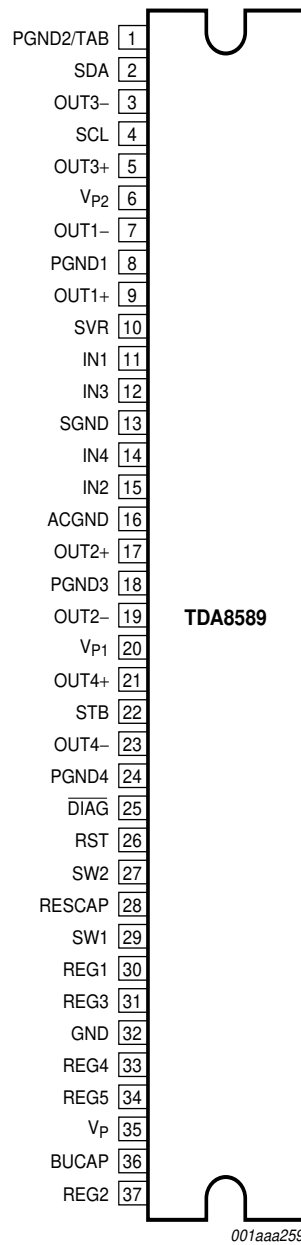 PGND2/TAB 1
SDA 2
OUT3− 3
SCL 4
OUT3+ 5
VP2 6
OUT1− 7
PGND1 8
OUT1+ 9
SVR 10
IN1 11
IN3 12
SGND 13
IN4 14
IN2 15
ACGND 16
OUT2+ 17
PGND3 18
OUT2− 19
TDA8589
VP1 20
OUT4+ 21
STB 22
OUT4− 23
PGND4 24
D̅I̅A̅G̅ 25
RST 26
SW2 27
RESCAP 28
SW1 29
REG1 30
REG3 31
GND 32
REG4 33
REG5 34
VP 35
BUCAP 36
REG2 37
001aaa259